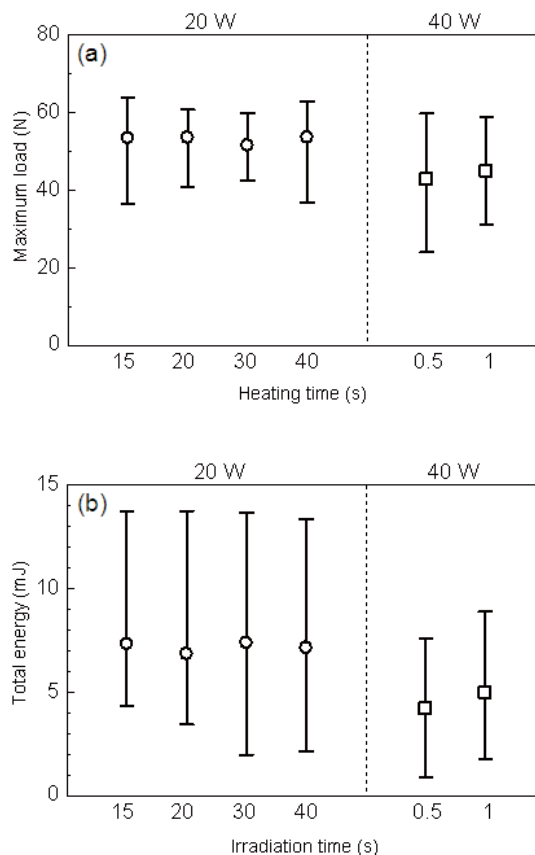 20 W 40 W
(a)
Maximum load (N)
80
60
40
20
0
15 20 30 40 0.5 1
Heating time (s)
20 W 40 W
(b)
Total energy (mJ)
15
10
5
0
15 20 30 40 0.5 1
Irradiation time (s)